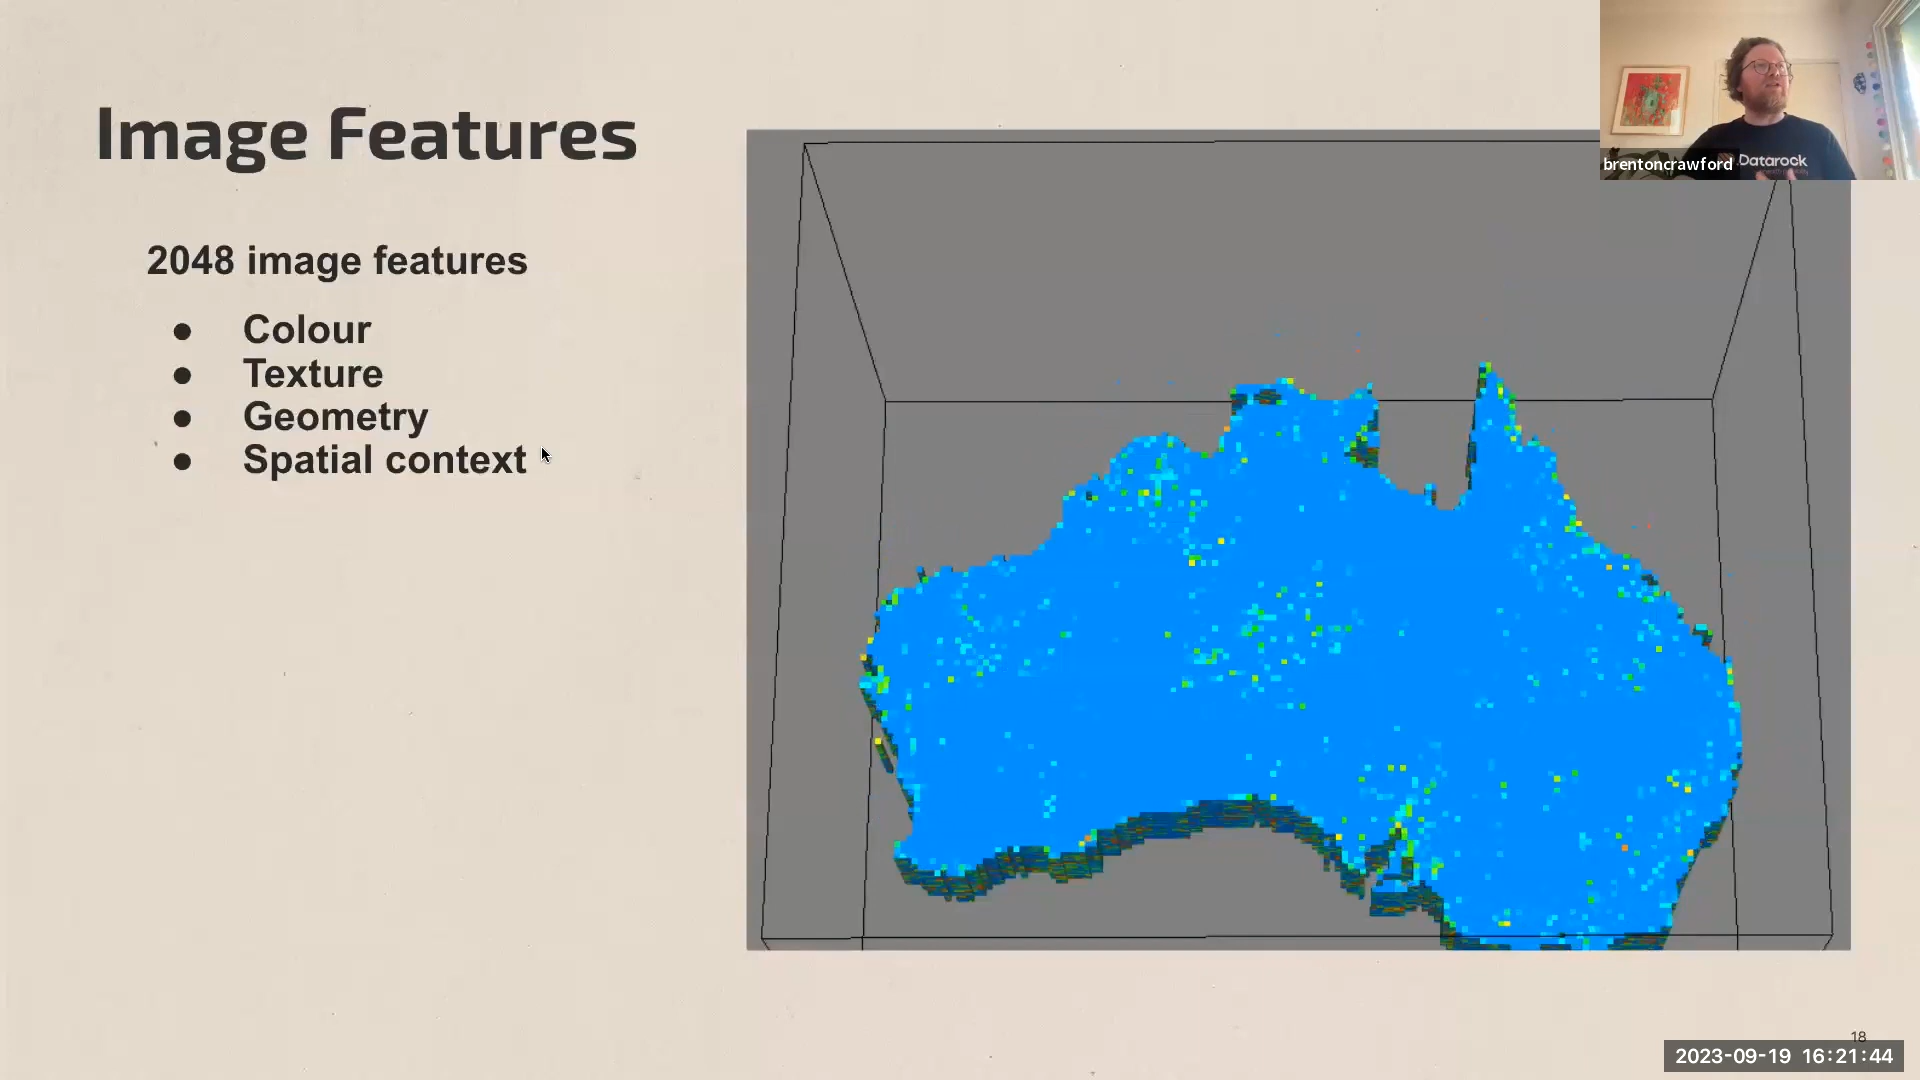 Image Features
2048 image features
● Colour
● Texture
● Geometry
● Spatial context
brentoncrawford
Datarock
18
2023-09-19 16:21:44